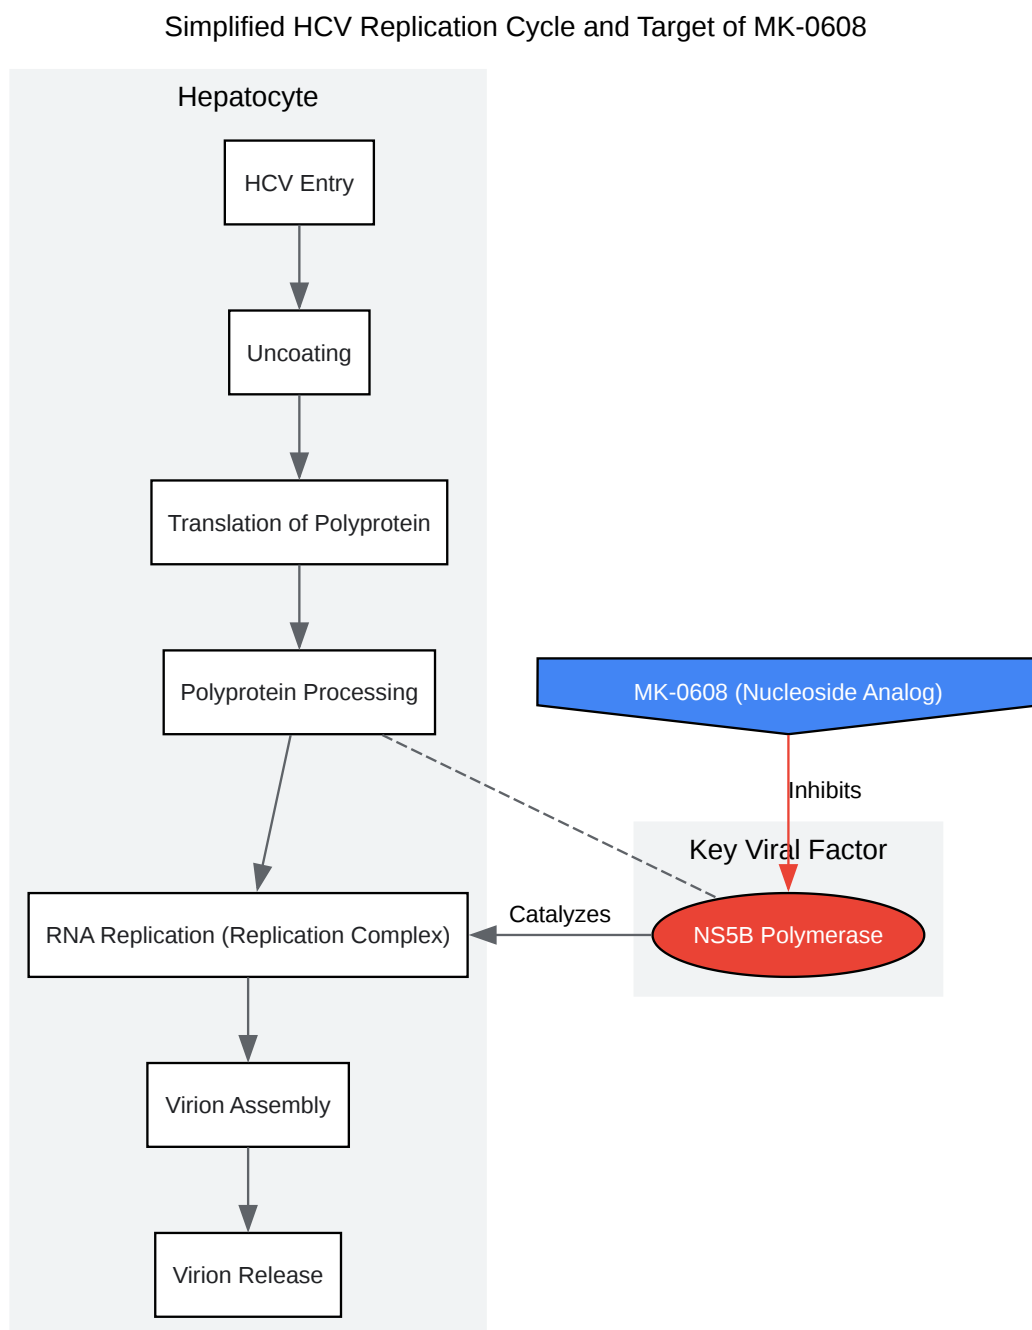 Simplified HCV Replication Cycle and Target of MK-0608
Hepatocyte
HCV Entry
Uncoating
Translation of Polyprotein
Polyprotein Processing
MK-0608 (Nucleoside Analog)
Inhibits
Key Viral Factor
Catalyzes
RNA Replication (Replication Complex)
NS5B Polymerase
Virion Assembly
Virion Release